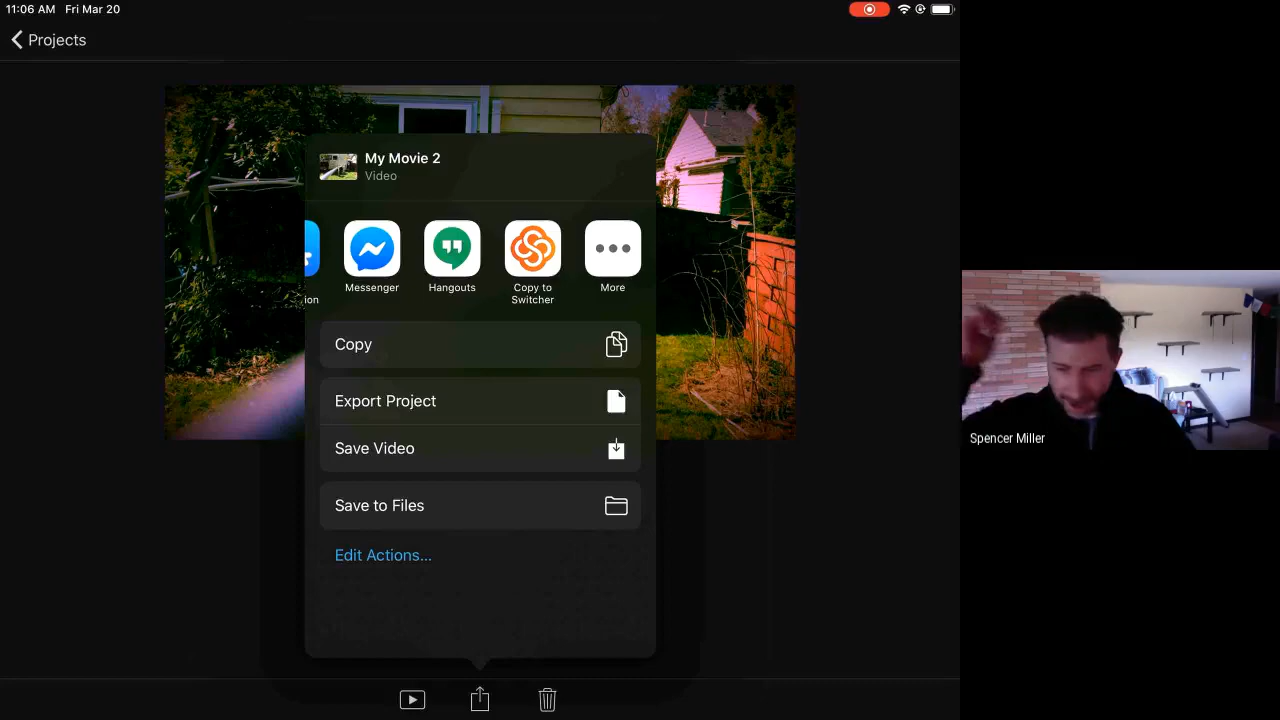 11:06 AM Fri Mar 20
Projects
My Movie 2
Video
ion
Messenger
Hangouts
Copy to
Switcher
More
Copy
Export Project
Save Video
Save to Files
Edit Actions...
Spencer Miller